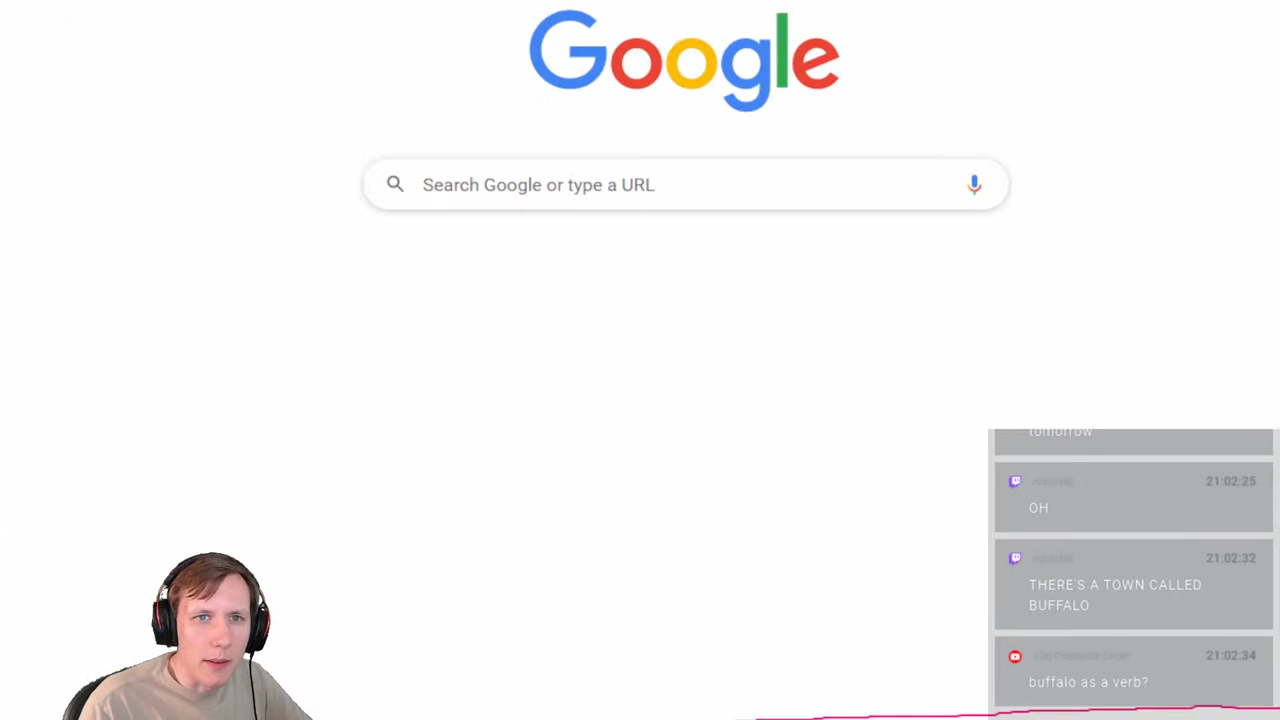 Google
Search Google or type a URL
tomorrow
21:02:25
OH
21:02:32
THERE'S A TOWN CALLED
BUFFALO
21:02:34
buffalo as a verb?